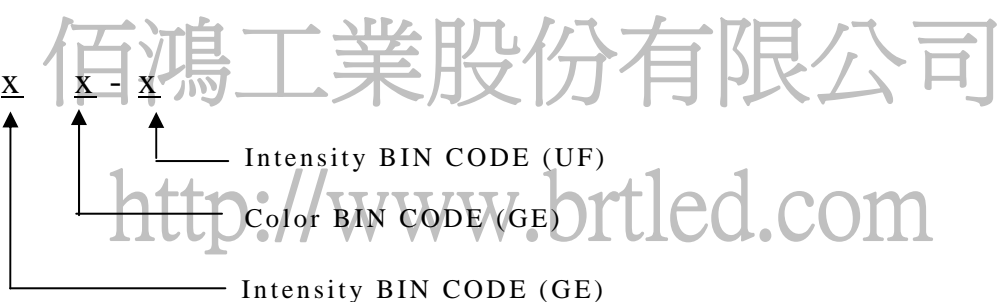 佰鴻工業股份有限公司
x x - x
Intensity BIN CODE (UF)
http://www.brtled.com
Color BIN CODE (GE)
Intensity BIN CODE (GE)